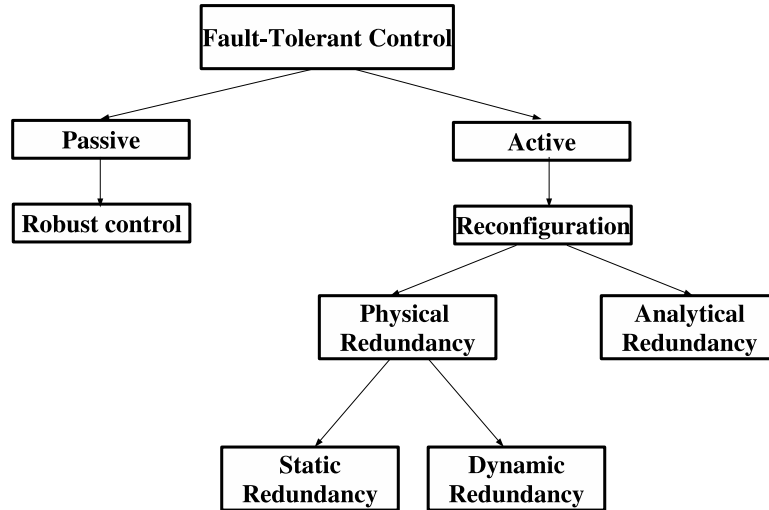 Fault-Tolerant Control
Passive
Active
Robust control
Reconfiguration
Physical
Redundancy
Analytical
Redundancy
Static
Redundancy
Dynamic
Redundancy